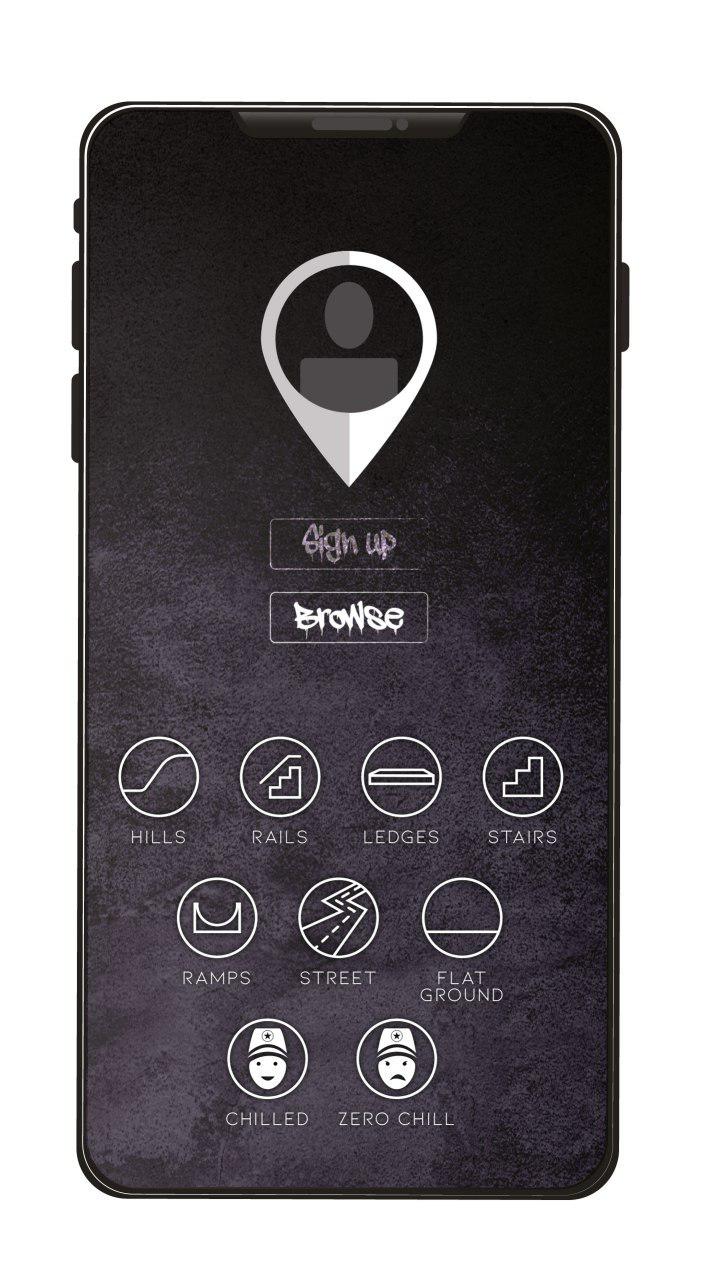 Sign up
Browse
HILLS RAILS LEDGES STAIRS
RAMPS STREET FLAT
GROUND
CHILLED ZERO CHILL